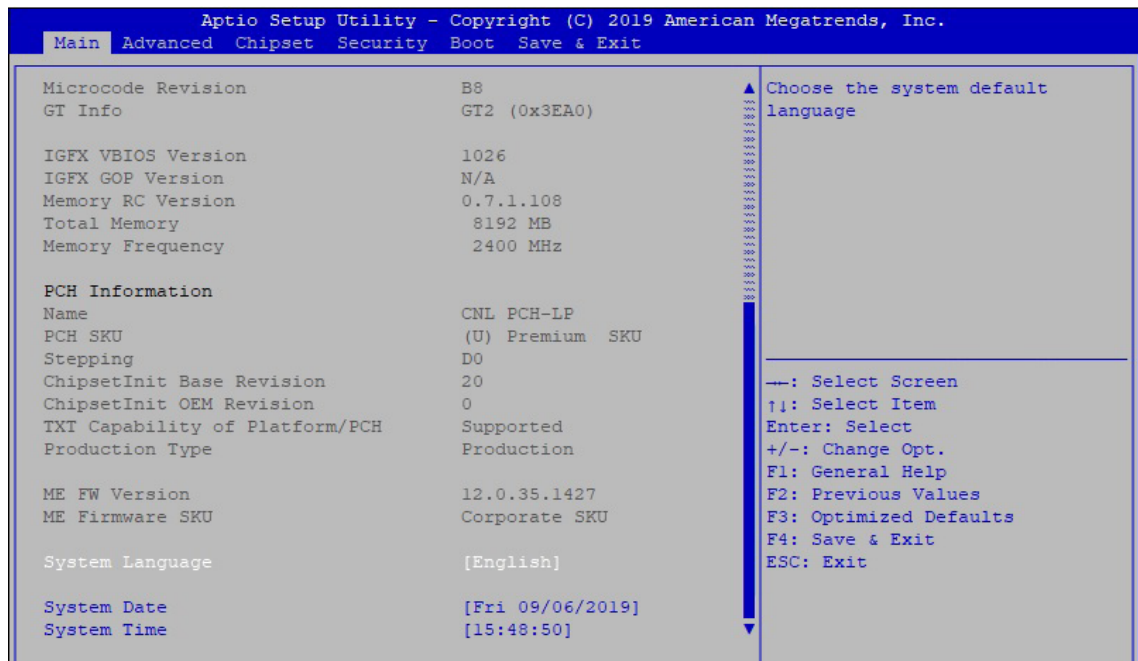 Aptio Setup Utility - Copyright (C) 2019 American Megatrends, Inc.
Main Advanced Chipset Security Boot Save & Exit
Microcode Revision B8
GT Info GT2 (0x3EA0)
IGFX VBIOS Version 1026
IGFX GOP Version N/A
Memory RC Version 0.7.1.108
Total Memory 8192 MB
Memory Frequency 2400 MHz
PCH Information
Name CNL PCH-LP
PCH SKU (U) Premium SKU
Stepping D0
ChipsetInit Base Revision 20
ChipsetInit OEM Revision 0
TXT Capability of Platform/PCH Supported
Production Type Production
ME FW Version 12.0.35.1427
ME Firmware SKU Corporate SKU
System Language [English]
System Date [Fri 09/06/2019]
System Time [15:48:50]
Choose the system default
language
→←: Select Screen
↑↓: Select Item
Enter: Select
+/-: Change Opt.
F1: General Help
F2: Previous Values
F3: Optimized Defaults
F4: Save & Exit
ESC: Exit